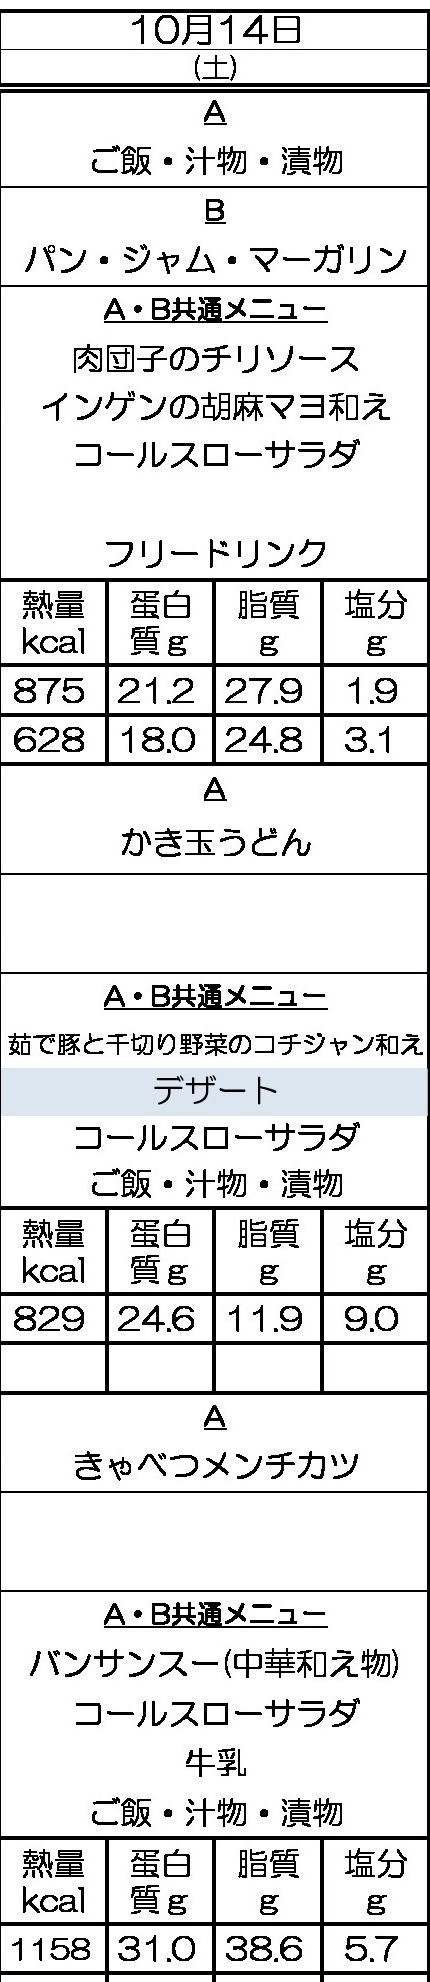 10月14日
(土)
A
ご飯・汁物・漬物
B
パン・ジャム・マーガリン
A・B共通メニュー
肉団子のチリソース
インゲンの胡麻マヨ和え
コールスローサラダ
フリードリンク
熱量 蛋白 脂質 塩分
kcal 質g g g
875 21.2 27.9 1.9
628 18.0 24.8 3.1
A
かき玉うどん
A・B共通メニュー
茹で豚と千切り野菜のコチジャン和え
デザート
コールスローサラダ
ご飯・汁物・漬物
熱量 蛋白 脂質 塩分
kcal 質g g g
829 24.6 11.9 9.0
A
きゃべつメンチカツ
A・B共通メニュー
バンサンスー(中華和え物)
コールスローサラダ
牛乳
ご飯・汁物・漬物
熱量 蛋白 脂質 塩分
kcal 質g g g
1158 31.0 38.6 5.7